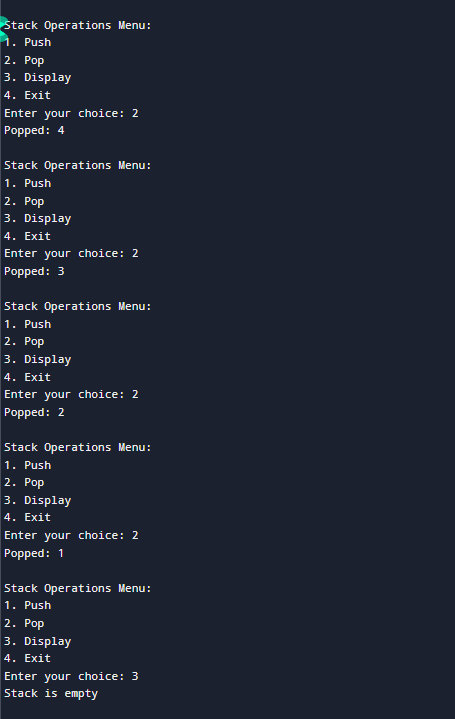 Stack Operations Menu:
1. Push
2. Pop
3. Display
4. Exit
Enter your choice: 2
Popped: 4
Stack Operations Menu:
1. Push
2. Pop
3. Display
4. Exit
Enter your choice: 2
Popped: 3
Stack Operations Menu:
1. Push
2. Pop
3. Display
4. Exit
Enter your choice: 2
Popped: 2
Stack Operations Menu:
1. Push
2. Pop
3. Display
4. Exit
Enter your choice: 2
Popped: 1
Stack Operations Menu:
1. Push
2. Pop
3. Display
4. Exit
Enter your choice: 3
Stack is empty